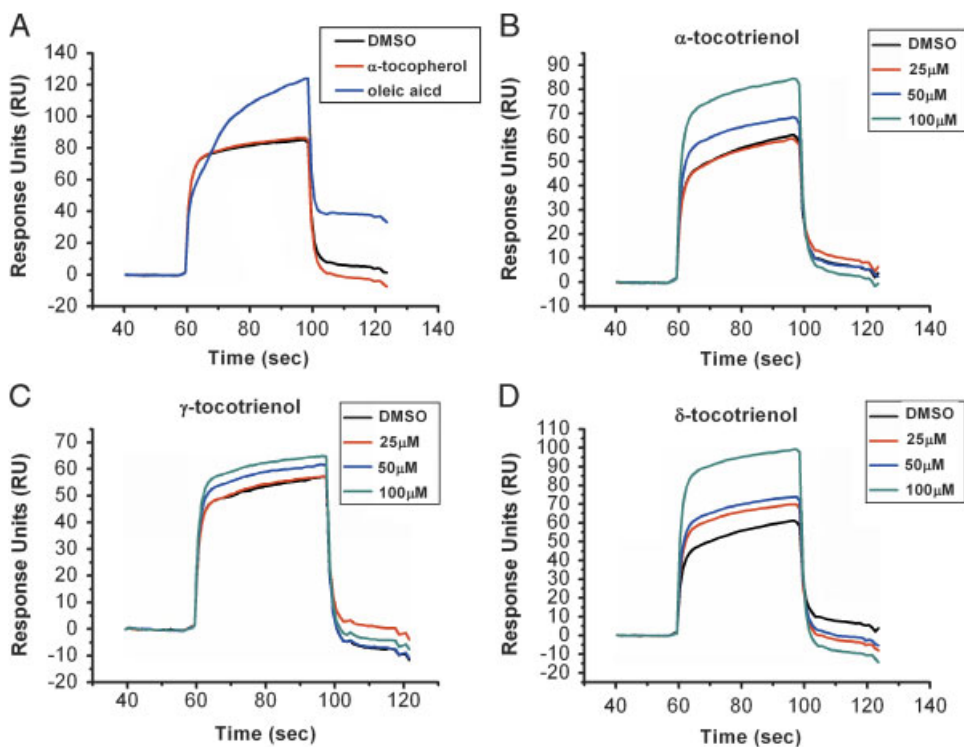 A
DMSO
α-tocopherol
oleic aicd
Response Units (RU)
140
120
100
80
60
40
20
0
-20
40 60 80 100 120 140
Time (sec)
B
α-tocotrienol
DMSO
25μM
50μM
100μM
Response Units (RU)
90
80
70
60
50
40
30
20
10
0
-10
40 60 80 100 120 140
Time (sec)
C
γ-tocotrienol
DMSO
25μM
50μM
100μM
Response Units (RU)
70
60
50
40
30
20
10
0
-10
-20
40 60 80 100 120 140
Time (sec)
D
δ-tocotrienol
DMSO
25μM
50μM
100μM
Response Units (RU)
110
100
90
80
70
60
50
40
30
20
10
0
-10
-20
40 60 80 100 120 140
Time (sec)